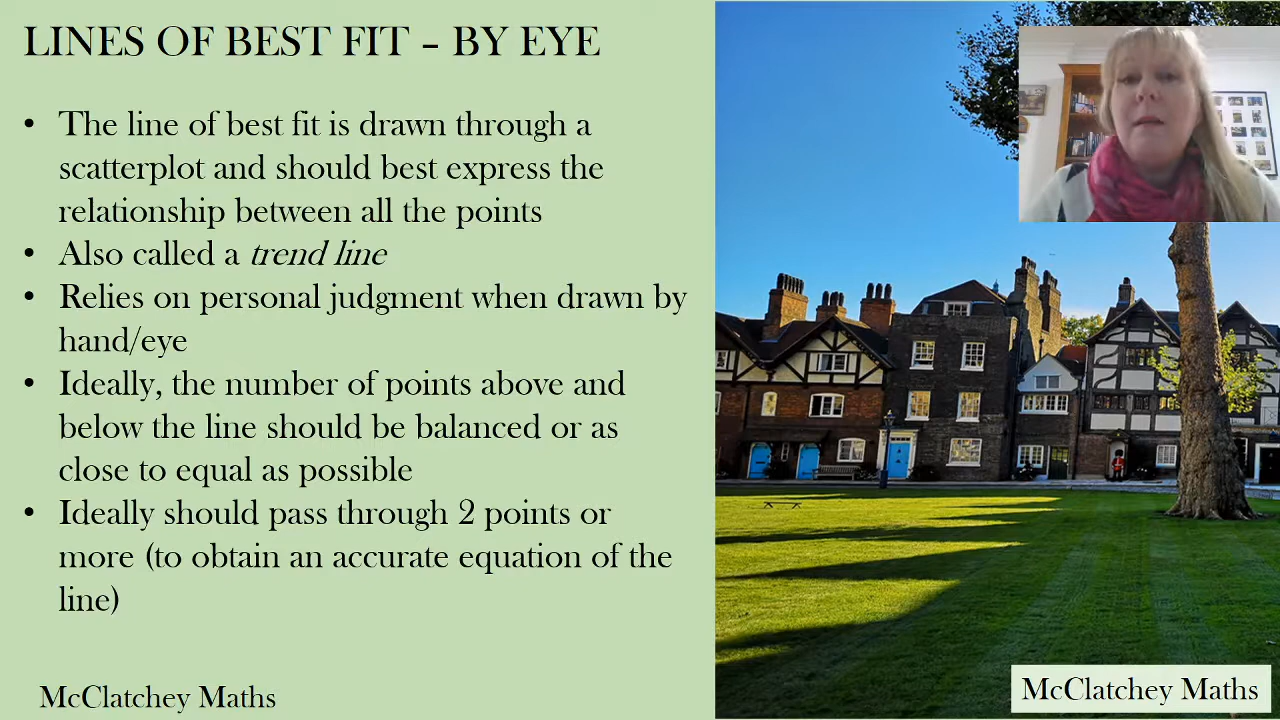 LINES OF BEST FIT – BY EYE
• The line of best fit is drawn through a
scatterplot and should best express the
relationship between all the points
• Also called a trend line
• Relies on personal judgment when drawn by
hand/eye
• Ideally, the number of points above and
below the line should be balanced or as
close to equal as possible
• Ideally should pass through 2 points or
more (to obtain an accurate equation of the
line)
McClatchey Maths
McClatchey Maths